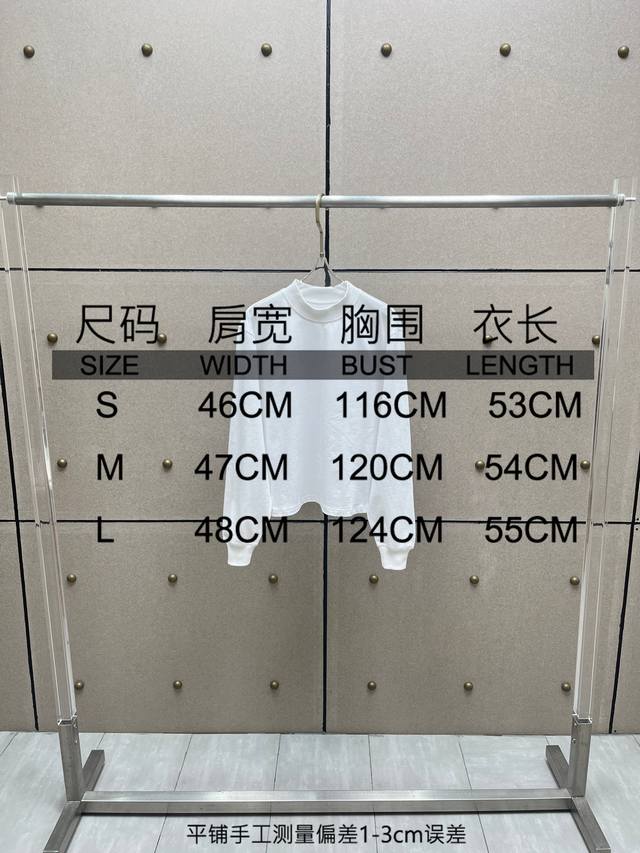 尺码 肩宽 胸围 衣长
SIZE WIDTH BUST LENGTH
S 46CM 116CM 53CM
M 47CM 120CM 54CM
L 48CM 124CM 55CM
平铺手工测量偏差1-3cm误差